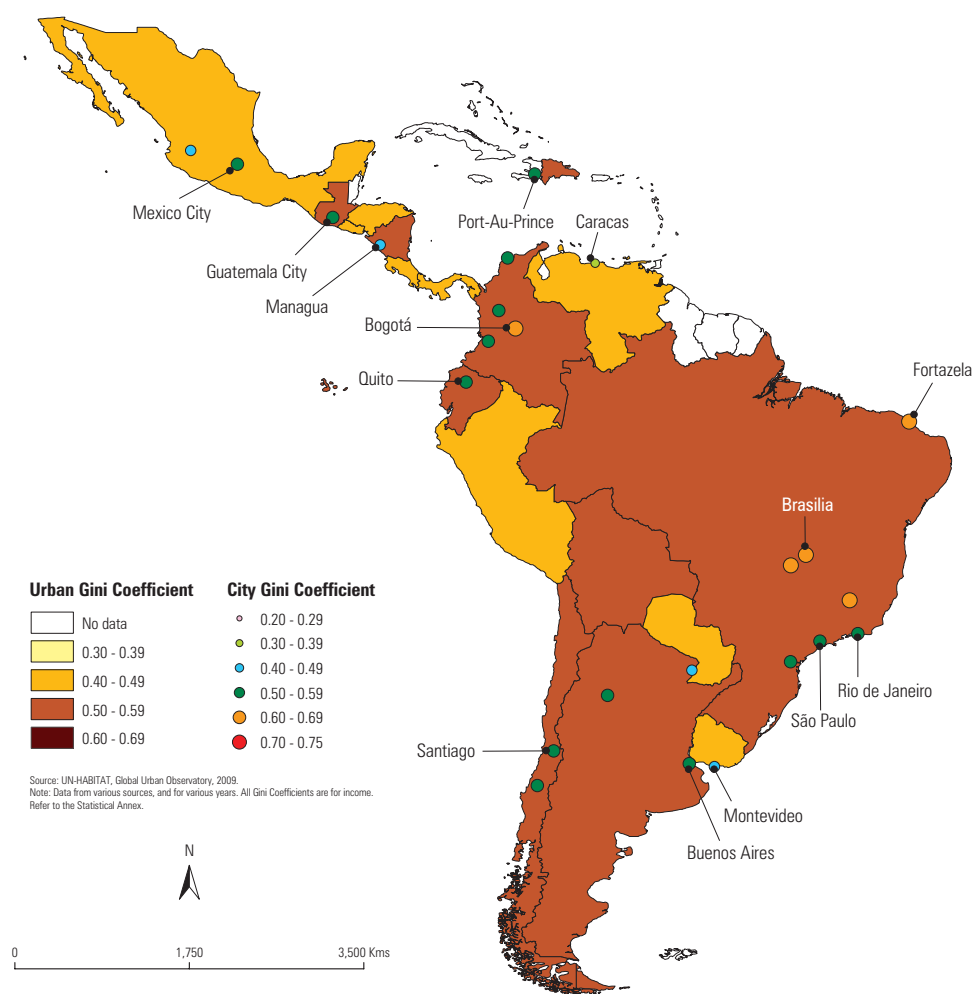 Mexico City
Port-Au-Prince
Caracas
Guatemala City
Managua
Bogotá
Quito
Fortazela
Brasilia
Rio de Janeiro
São Paulo
Santiago
Montevideo
Buenos Aires
Urban Gini Coefficient
No data
0.30 - 0.39
0.40 - 0.49
0.50 - 0.59
0.60 - 0.69
City Gini Coefficient
0.20 - 0.29
0.30 - 0.39
0.40 - 0.49
0.50 - 0.59
0.60 - 0.69
0.70 - 0.75
Source: UN-HABITAT, Global Urban Observatory, 2009.
Note: Data from various sources, and for various years. All Gini Coefficients are for income.
Refer to the Statistical Annex.
N
0 1,750 3,500 Kms